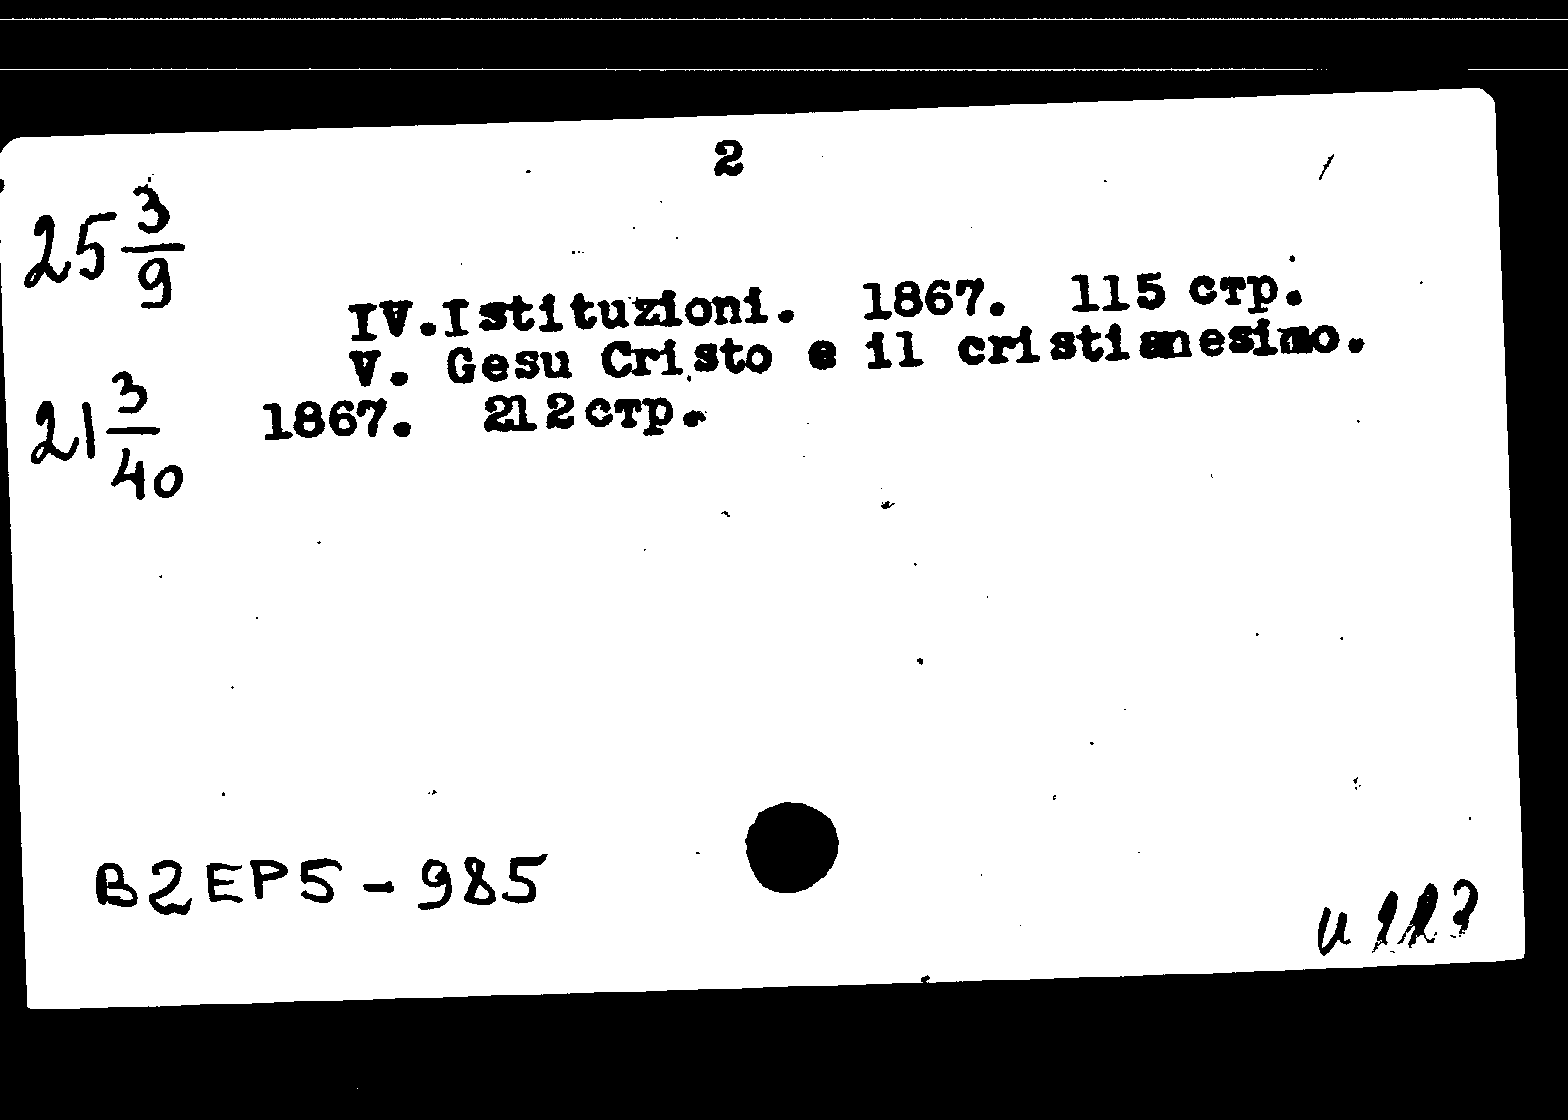 2
25 3/9
IV.Istituzioni. 1867. 115 стр.
V. Gesu Cristo e il cristianesimo.
21 3/40
1867. 212 стр.
B2EP5-985